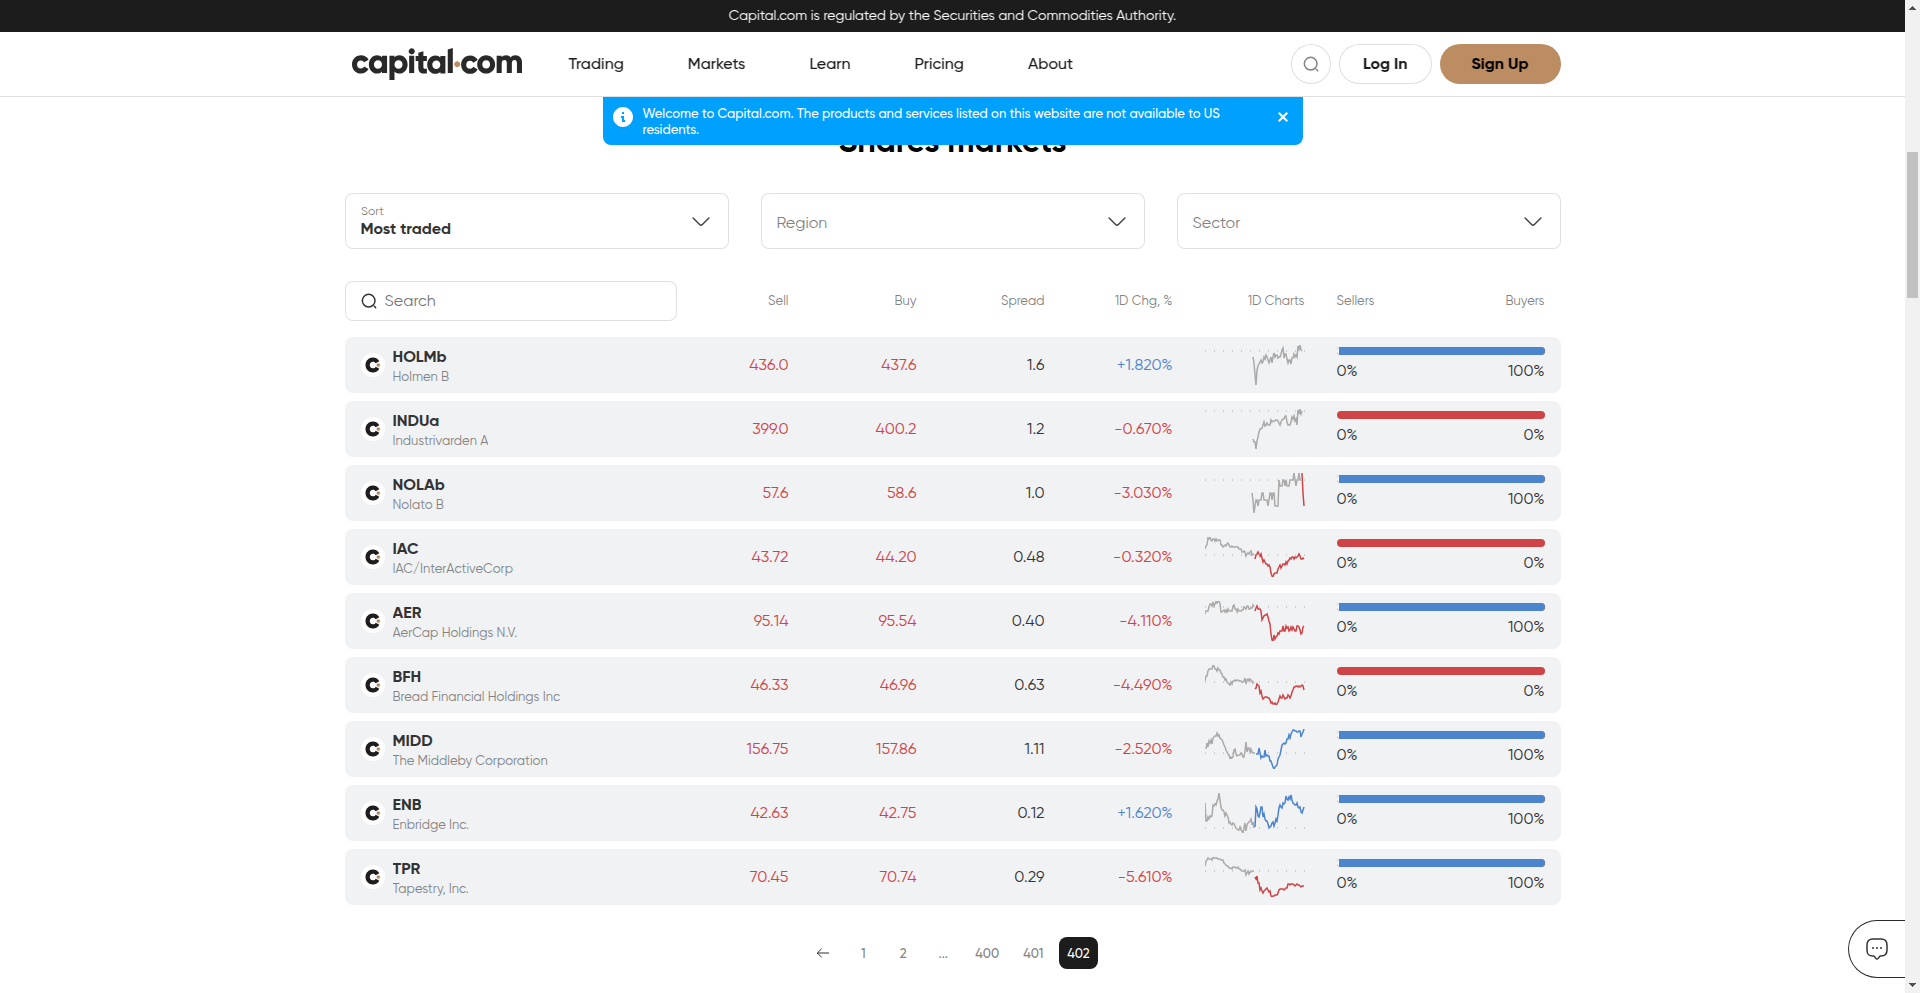 Capital.com is regulated by the Securities and Commodities Authority.
capital.com Trading Markets Learn Pricing About Log In Sign Up
Welcome to Capital.com. The products and services listed on this website are not available to US
residents.
Shares markets
Sort
Most traded
Region
Sector
Search Sell Buy Spread 1D Chg, % 1D Charts Sellers Buyers
HOLMb
Holmen B
436.0 437.6 1.6 +1.820% 0% 100%
INDUa
Industrivarden A
399.0 400.2 1.2 -0.670% 0% 0%
NOLAb
Nolato B
57.6 58.6 1.0 -3.030% 0% 100%
IAC
IAC/InterActiveCorp
43.72 44.20 0.48 -0.320% 0% 0%
AER
AerCap Holdings N.V.
95.14 95.54 0.40 -4.110% 0% 100%
BFH
Bread Financial Holdings Inc
46.33 46.96 0.63 -4.490% 0% 0%
MIDD
The Middleby Corporation
156.75 157.86 1.11 -2.520% 0% 100%
ENB
Enbridge Inc.
42.63 42.75 0.12 +1.620% 0% 100%
TPR
Tapestry, Inc.
70.45 70.74 0.29 -5.610% 0% 100%
1 2 ... 400 401 402